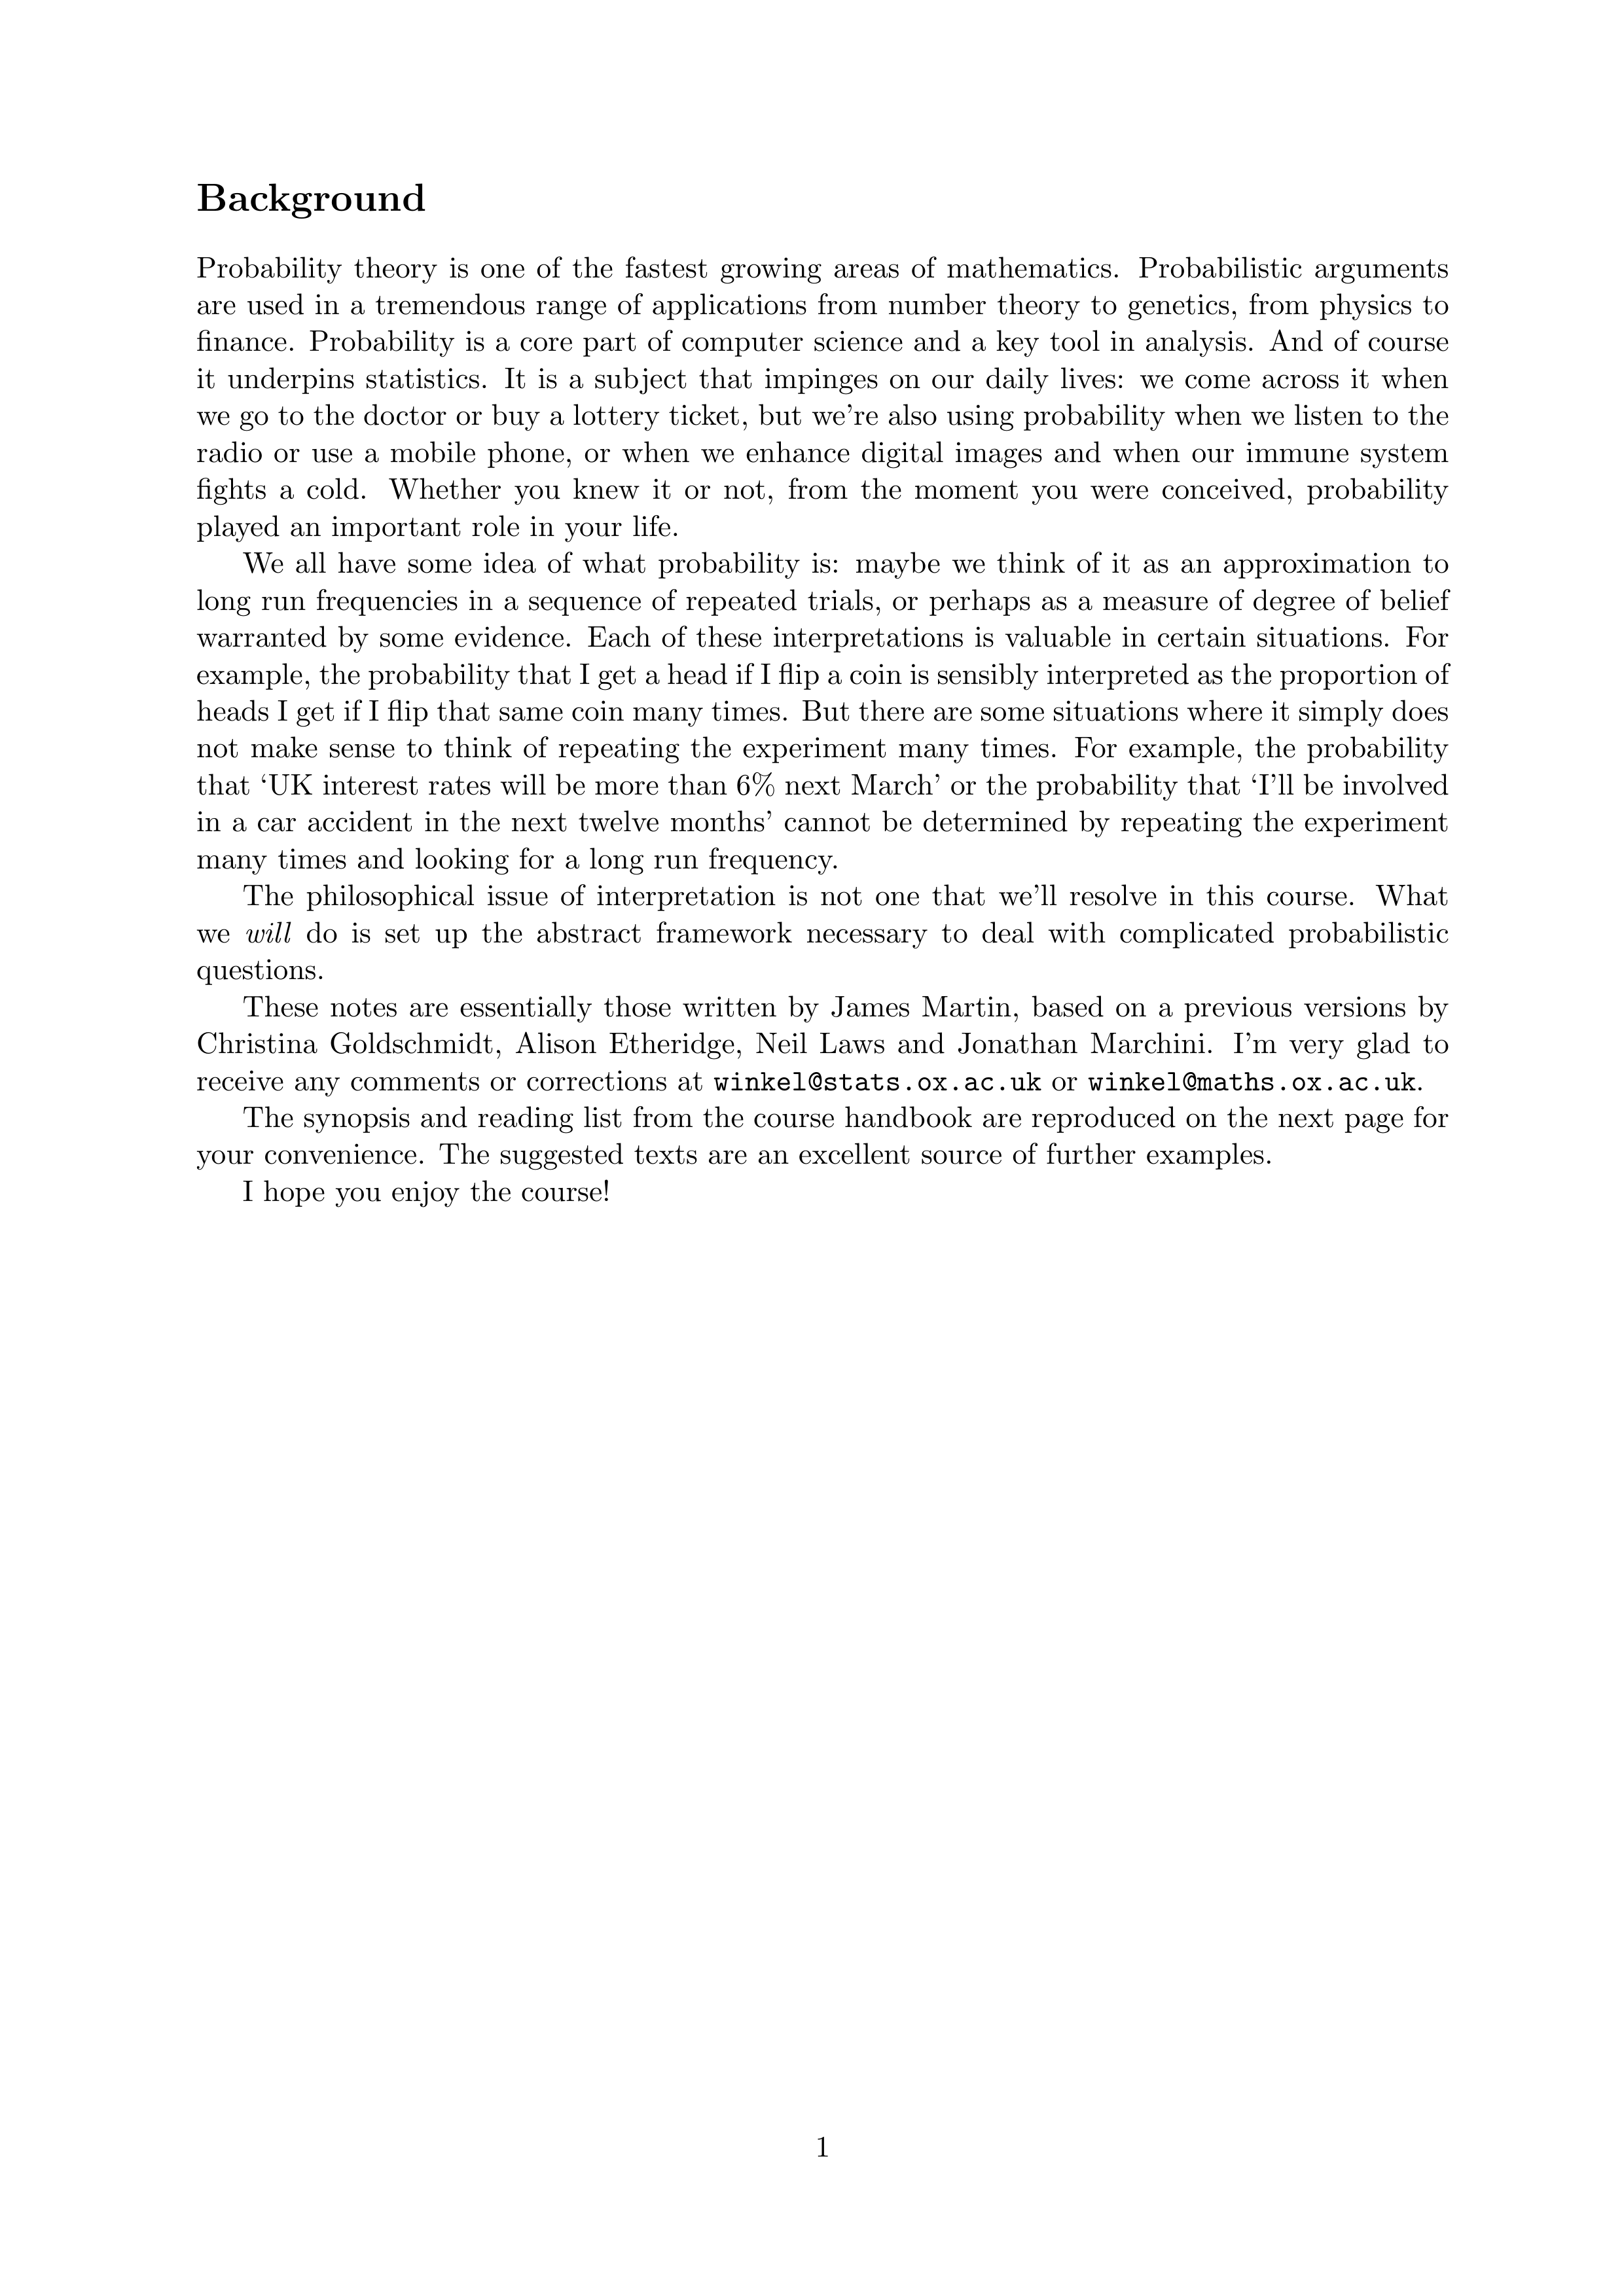 Background
Probability theory is one of the fastest growing areas of mathematics. Probabilistic arguments
are used in a tremendous range of applications from number theory to genetics, from physics to
finance. Probability is a core part of computer science and a key tool in analysis. And of course
it underpins statistics. It is a subject that impinges on our daily lives: we come across it when
we go to the doctor or buy a lottery ticket, but we're also using probability when we listen to the
radio or use a mobile phone, or when we enhance digital images and when our immune system
fights a cold. Whether you knew it or not, from the moment you were conceived, probability
played an important role in your life.
We all have some idea of what probability is: maybe we think of it as an approximation to
long run frequencies in a sequence of repeated trials, or perhaps as a measure of degree of belief
warranted by some evidence. Each of these interpretations is valuable in certain situations. For
example, the probability that I get a head if I flip a coin is sensibly interpreted as the proportion of
heads I get if I flip that same coin many times. But there are some situations where it simply does
not make sense to think of repeating the experiment many times. For example, the probability
that ‘UK interest rates will be more than 6% next March’ or the probability that ‘I’ll be involved
in a car accident in the next twelve months’ cannot be determined by repeating the experiment
many times and looking for a long run frequency.
The philosophical issue of interpretation is not one that we’ll resolve in this course. What
we will do is set up the abstract framework necessary to deal with complicated probabilistic
questions.
These notes are essentially those written by James Martin, based on a previous versions by
Christina Goldschmidt, Alison Etheridge, Neil Laws and Jonathan Marchini. I’m very glad to
receive any comments or corrections at winkel@stats.ox.ac.uk or winkel@maths.ox.ac.uk.
The synopsis and reading list from the course handbook are reproduced on the next page for
your convenience. The suggested texts are an excellent source of further examples.
I hope you enjoy the course!
1